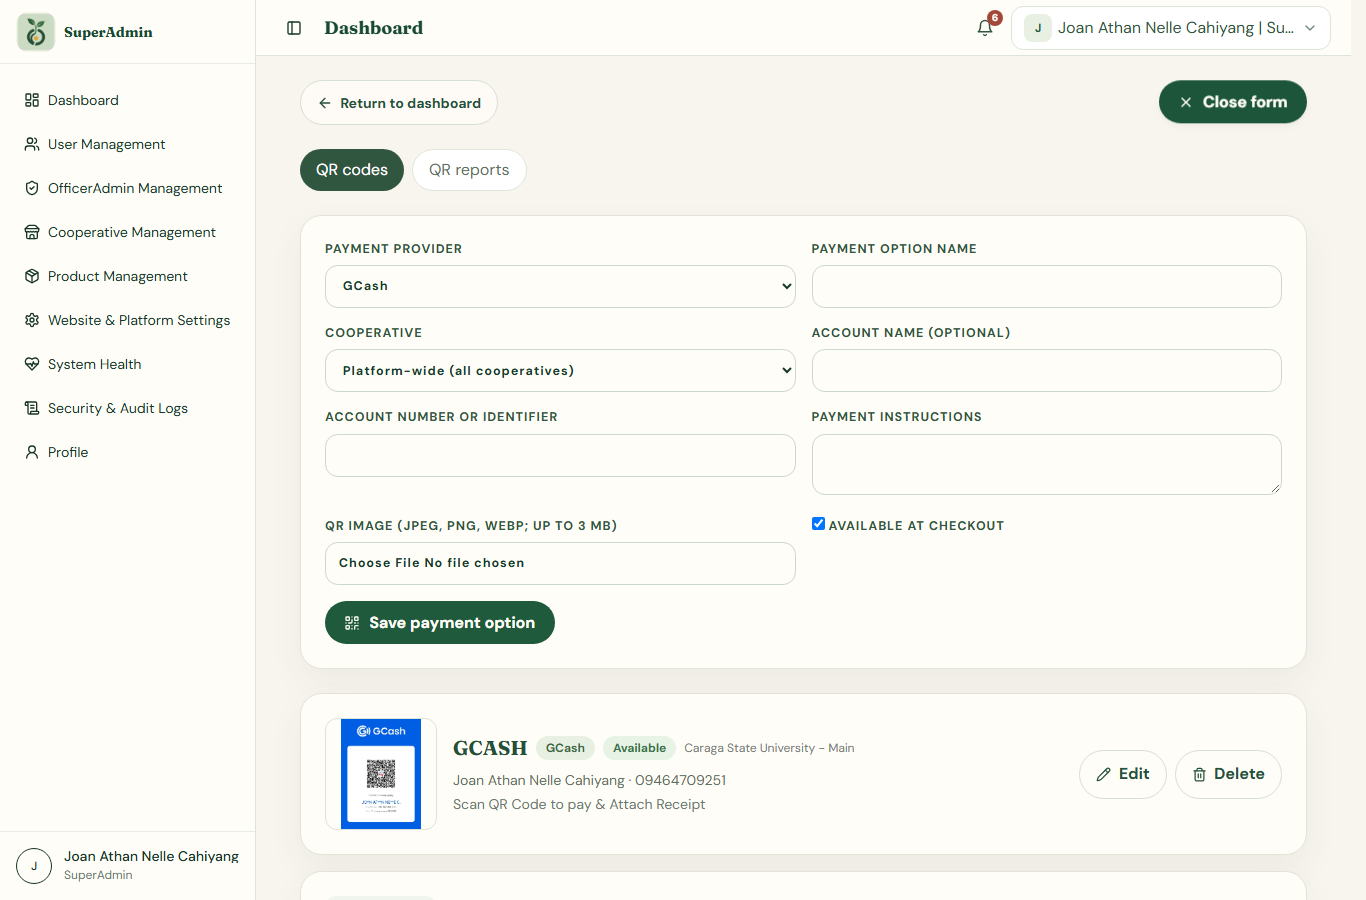 SuperAdmin
Dashboard
6
J
Joan Athan Nelle Cahiyang | Su...
Dashboard
User Management
OfficerAdmin Management
Cooperative Management
Product Management
Website & Platform Settings
System Health
Security & Audit Logs
Profile
Return to dashboard
Close form
QR codes
QR reports
PAYMENT PROVIDER
PAYMENT OPTION NAME
GCash
COOPERATIVE
ACCOUNT NAME (OPTIONAL)
Platform-wide (all cooperatives)
ACCOUNT NUMBER OR IDENTIFIER
PAYMENT INSTRUCTIONS
QR IMAGE (JPEG, PNG, WEBP; UP TO 3 MB)
AVAILABLE AT CHECKOUT
Choose File No file chosen
Save payment option
GCash
GCASH
GCash
Available
Caraga State University - Main
Joan Athan Nelle Cahiyang · 09464709251
Scan QR Code to pay & Attach Receipt
Edit
Delete
J
Joan Athan Nelle Cahiyang
SuperAdmin